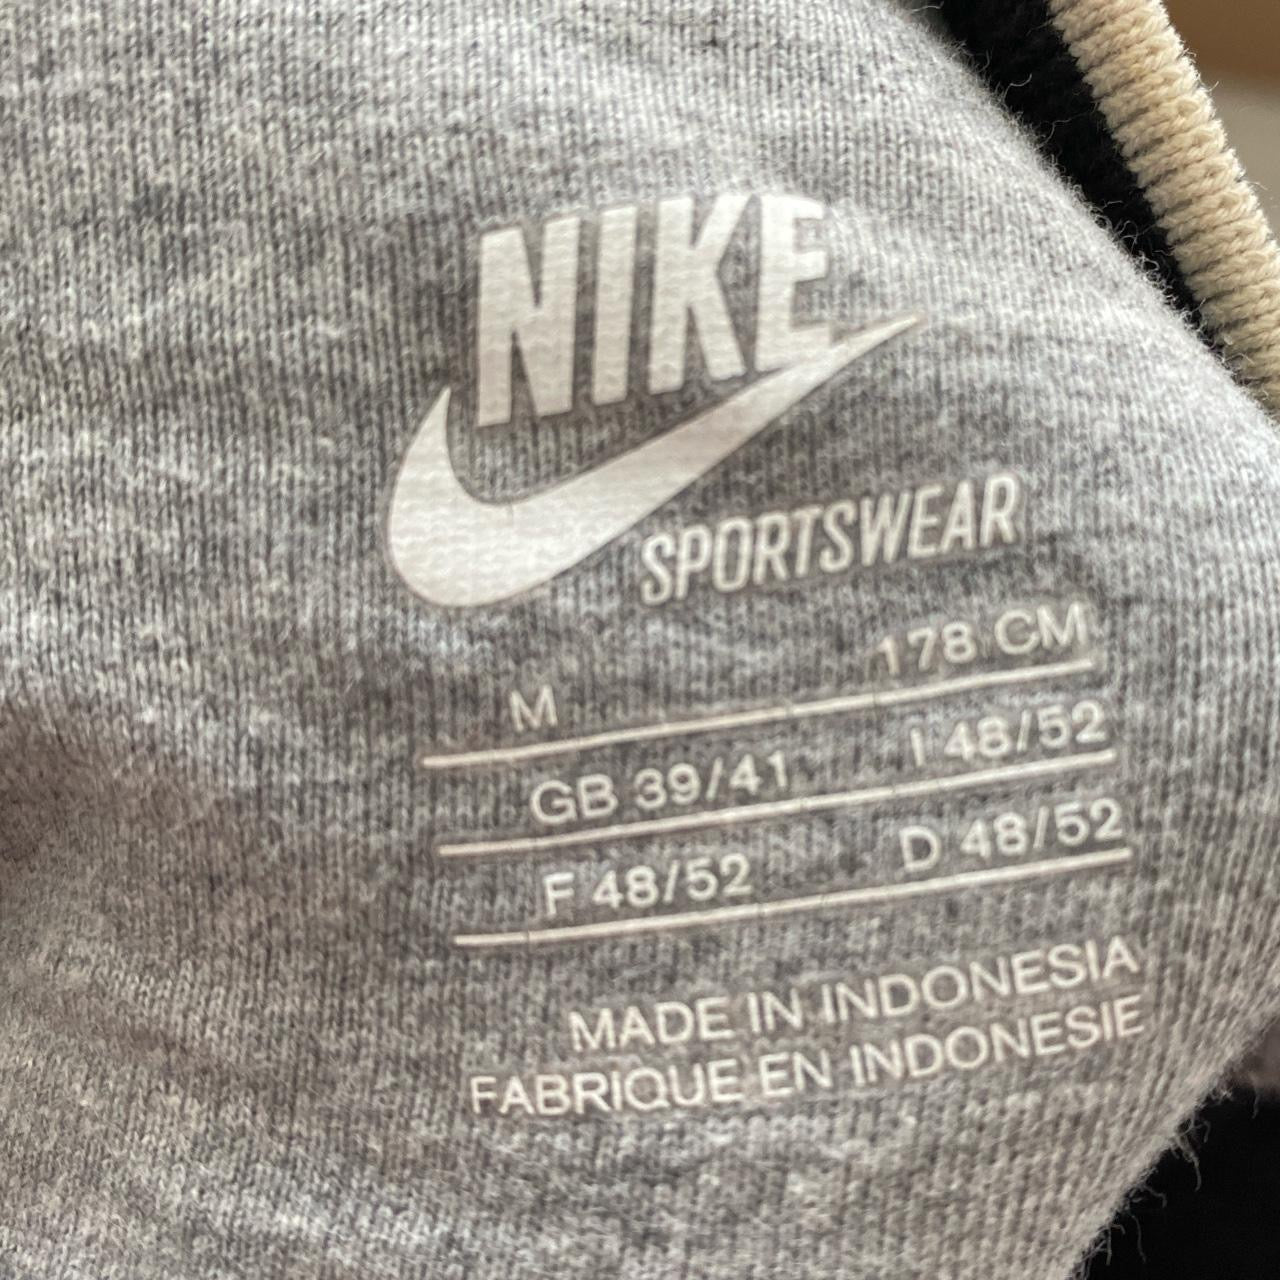 NIKE
SPORTSWEAR
M 178 CM
GB 39/41 I 48/52
F 48/52 D 48/52
MADE IN INDONESIA
FABRIQUE EN INDONESIE